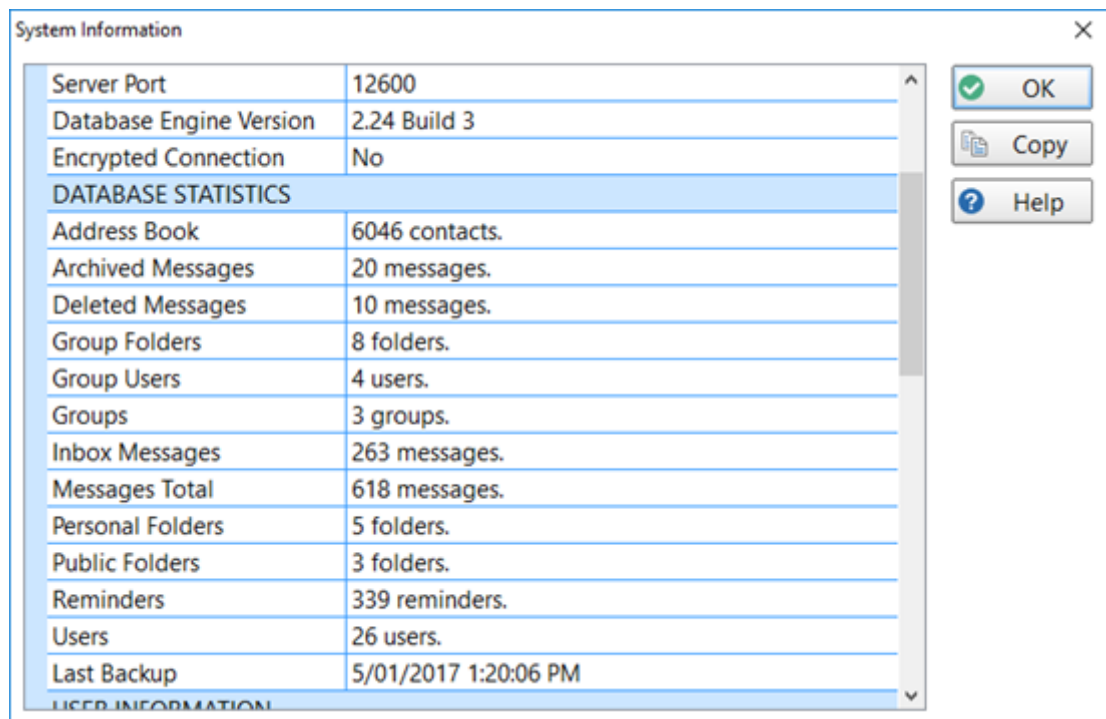 System Information
Server Port 12600
Database Engine Version 2.24 Build 3
Encrypted Connection No
DATABASE STATISTICS
Address Book 6046 contacts.
Archived Messages 20 messages.
Deleted Messages 10 messages.
Group Folders 8 folders.
Group Users 4 users.
Groups 3 groups.
Inbox Messages 263 messages.
Messages Total 618 messages.
Personal Folders 5 folders.
Public Folders 3 folders.
Reminders 339 reminders.
Users 26 users.
Last Backup 5/01/2017 1:20:06 PM
USER INFORMATION
OK
Copy
Help